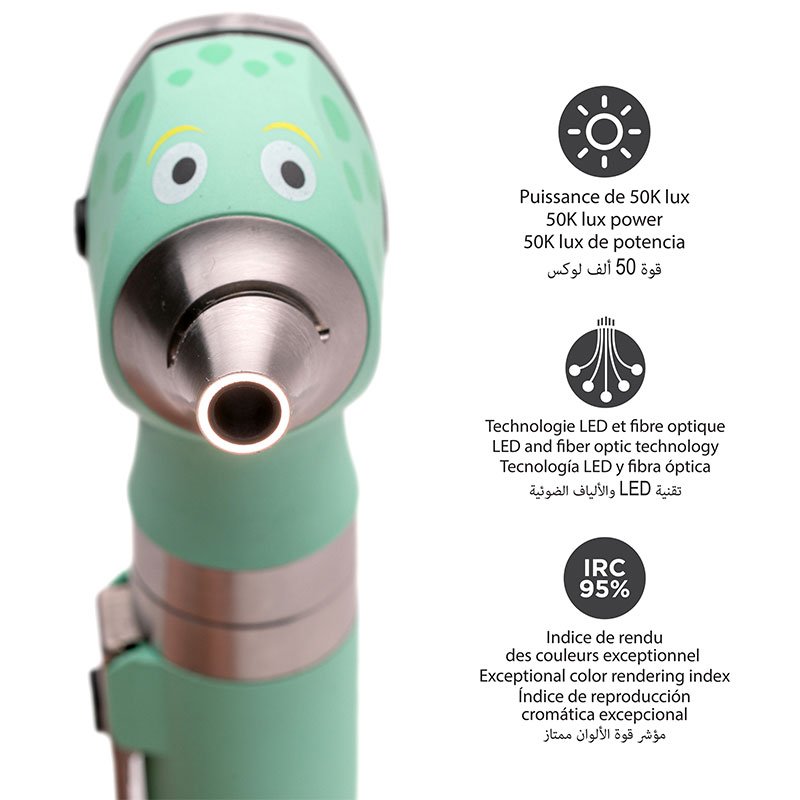 Puissance de 50K lux
50K lux power
50K lux de potencia
قوة 50 ألف لوكس
Technologie LED et fibre optique
LED and fiber optic technology
Tecnología LED y fibra óptica
تقنية LED والألياف الضوئية
IRC
95%
Indice de rendu
des couleurs exceptionnel
Exceptional color rendering index
Índice de reproducción
cromática excepcional
مؤشر قوة الألوان ممتاز